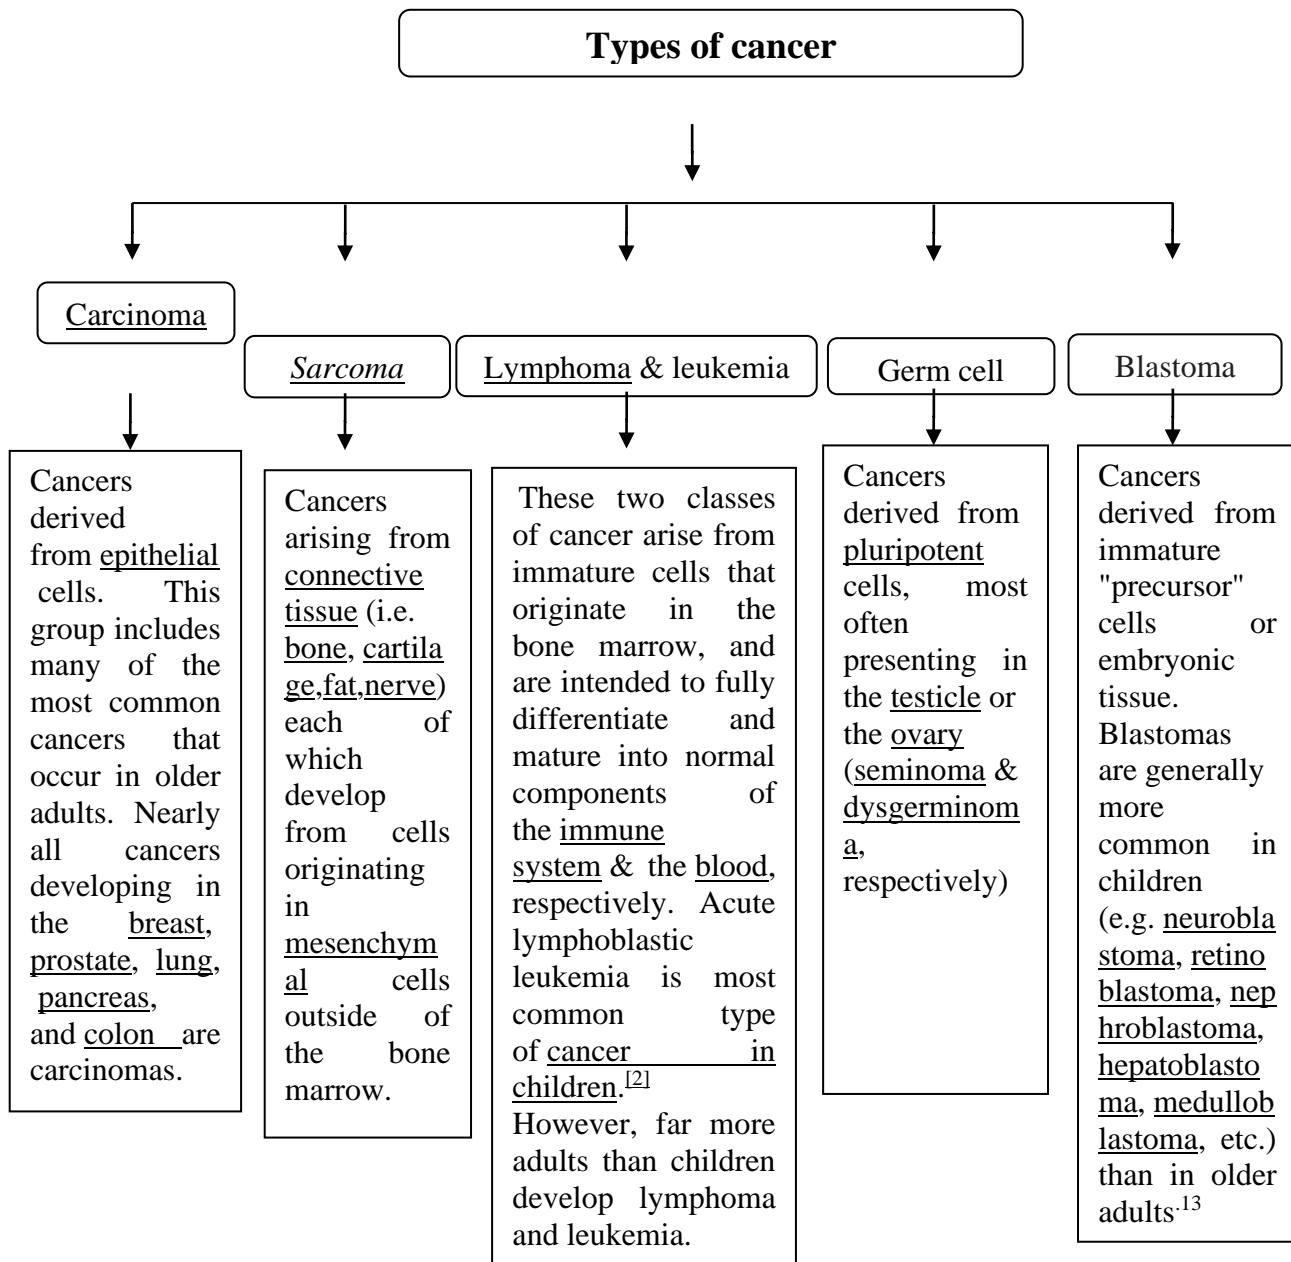 Types of cancer
Carcinoma
Sarcoma
Lymphoma & leukemia
Germ cell
Blastoma
Cancers
derived
from epithelial
cells. This
group includes
many of the
most common
cancers that
occur in older
adults. Nearly
all cancers
developing in
the breast,
prostate, lung,
pancreas,
and colon are
carcinomas.
Cancers
arising from
connective
tissue (i.e.
bone, cartila
ge,fat,nerve)
each of
which
develop
from cells
originating
in
mesenchym
al cells
outside of
the bone
marrow.
These two classes
of cancer arise from
immature cells that
originate in the
bone marrow, and
are intended to fully
differentiate and
mature into normal
components of
the immune
system & the blood,
respectively. Acute
lymphoblastic
leukemia is most
common type
of cancer in
children.[2]
However, far more
adults than children
develop lymphoma
and leukemia.
Cancers
derived from
pluripotent
cells, most
often
presenting in
the testicle or
the ovary
(seminoma &
dysgerminom
a,
respectively)
Cancers
derived from
immature
"precursor"
cells or
embryonic
tissue.
Blastomas
are generally
more
common in
children
(e.g. neurobla
stoma, retino
blastoma, nep
hroblastoma,
hepatoblasto
ma, medullob
lastoma, etc.)
than in older
adults.13